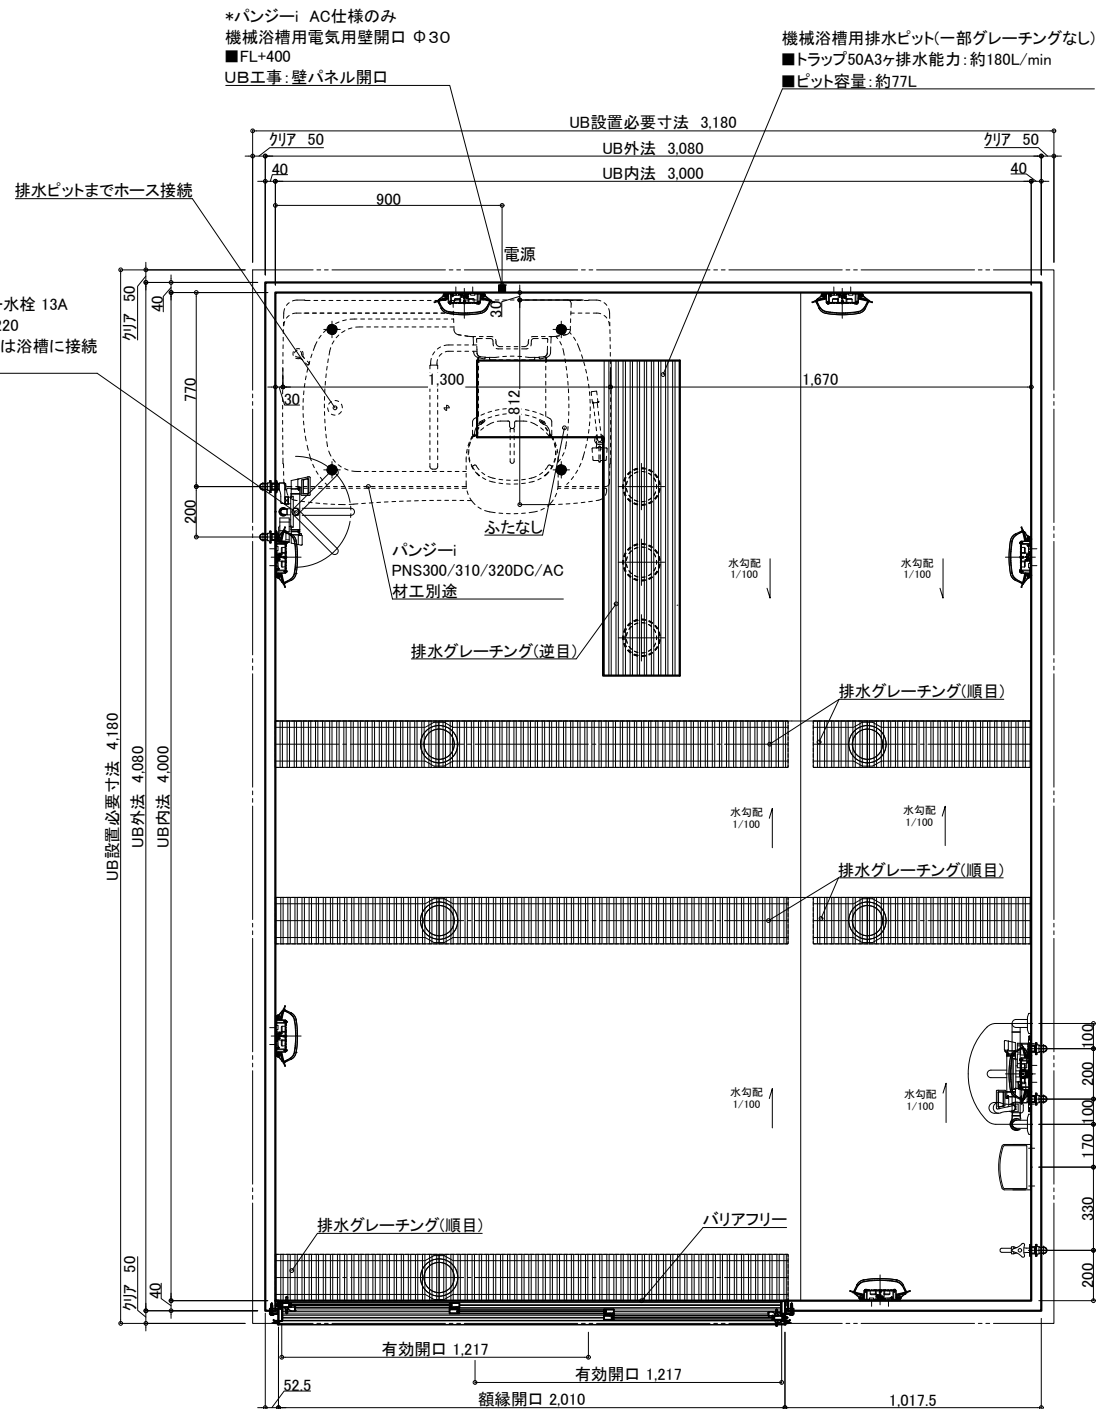 *パンジーi AC仕様のみ
機械浴槽用電気用壁開口 Φ30
■FL+400
UB工事:壁パネル開口
機械浴槽用排水ピット(一部グレーチングなし)
■トラップ50A3ヶ排水能力:約180L/min
■ピット容量:約77L
UB設置必要寸法 3,180
クリア 50
UB外法 3,080
クリア 50
40
UB内法 3,000
40
排水ピットまでホース接続
900
電源
クリア 50
40
30
水栓 13A
220
は浴槽に接続
770
30
1,300
812
1,670
200
ふたなし
パンジーi
PNS300/310/320DC/AC
材工別途
水勾配
1/100
水勾配
1/100
排水グレーチング(逆目)
排水グレーチング(順目)
UB設置必要寸法 4,180
UB外法 4,080
UB内法 4,000
水勾配
1/100
水勾配
1/100
排水グレーチング(順目)
100
200
100
170
330
200
水勾配
1/100
水勾配
1/100
排水グレーチング(順目)
バリアフリー
クリア 50
40
有効開口 1,217
有効開口 1,217
52.5
額縁開口 2,010
1,017.5